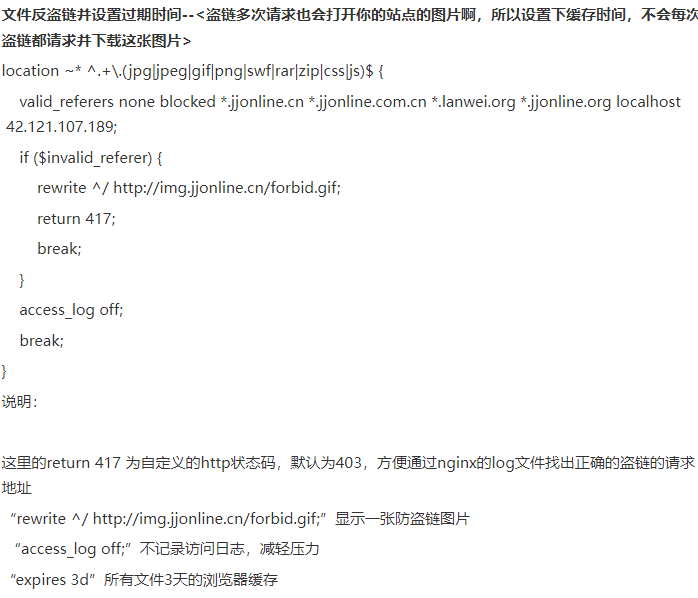 文件反盗链并设置过期时间--<盗链多次请求也会打开你的站点的图片啊，所以设置下缓存时间，不会每次
盗链都请求并下载这张图片>
location ~* ^.+\.(jpg|jpeg|gif|png|swf|rar|zip|css|js)$ {
valid_referers none blocked *.jjonline.cn *.jjonline.com.cn *.lanwei.org *.jjonline.org localhost
42.121.107.189;
if ($invalid_referer) {
rewrite ^/ http://img.jjonline.cn/forbid.gif;
return 417;
break;
}
access_log off;
break;
}
说明：
这里的return 417 为自定义的http状态码，默认为403，方便通过nginx的log文件找出正确的盗链的请求
地址
“rewrite ^/ http://img.jjonline.cn/forbid.gif;”显示一张防盗链图片
“access_log off;”不记录访问日志，减轻压力
“expires 3d”所有文件3天的浏览器缓存